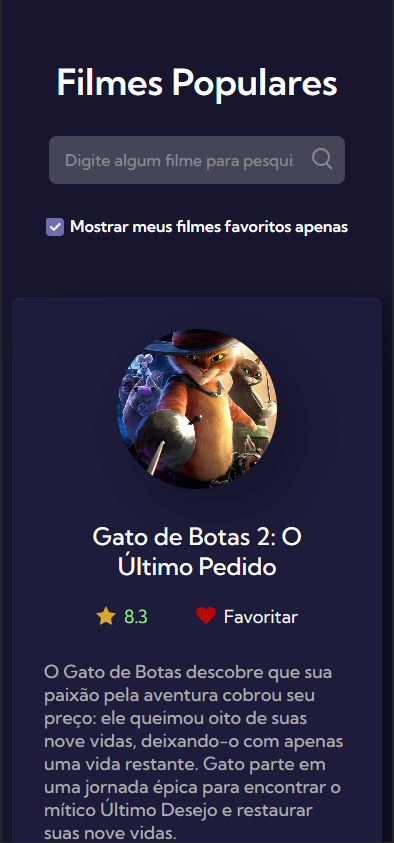 Filmes Populares
Digite algum filme para pesqui
Mostrar meus filmes favoritos apenas
Gato de Botas 2: O
Último Pedido
8.3 Favoritar
O Gato de Botas descobre que sua
paixão pela aventura cobrou seu
preço: ele queimou oito de suas
nove vidas, deixando-o com apenas
uma vida restante. Gato parte em
uma jornada épica para encontrar o
mítico Último Desejo e restaurar
suas nove vidas.